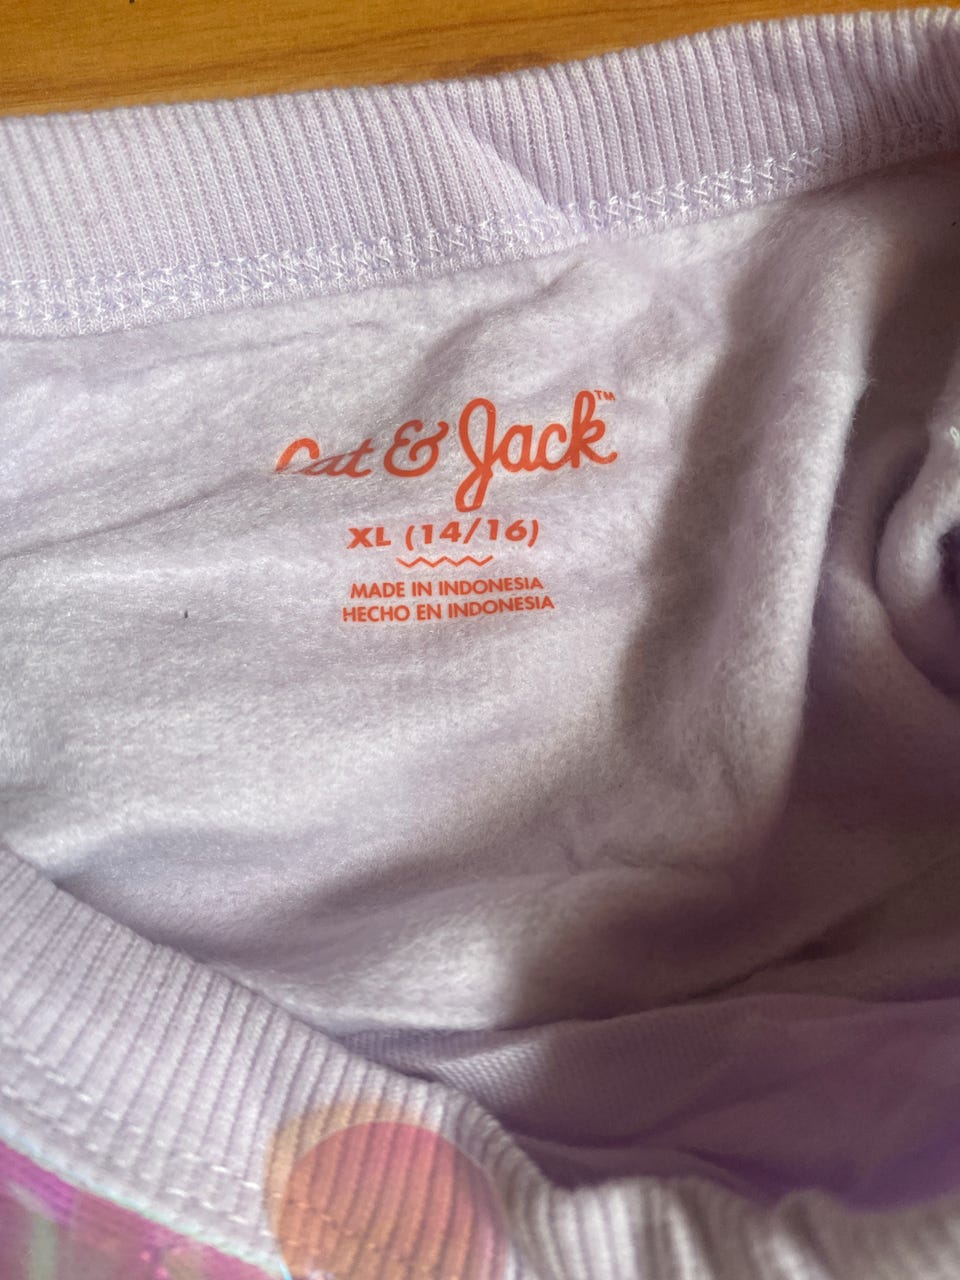 Cat & Jack™
XL (14/16)
MADE IN INDONESIA
HECHO EN INDONESIA